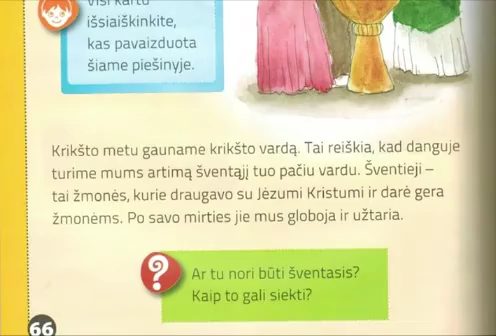 Visi kartu
išsiaiškinkite,
kas pavaizduota
šiame piešinyje.
Krikšto metu gauname krikšto vardą. Tai reiškia, kad danguje
turime mums artimą šventąjį tuo pačiu vardu. Šventieji –
tai žmonės, kurie draugavo su Jėzumi Kristumi ir darė gera
žmonėms. Po savo mirties jie mus globoja ir užtaria.
?
Ar tu nori būti šventasis?
Kaip to gali siekti?
66